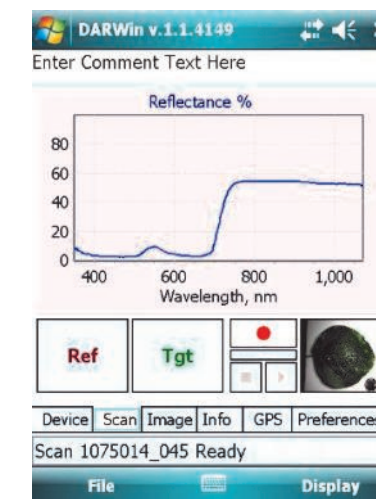 DARWin v.1.1.4149
Enter Comment Text Here
Reflectance %
80
60
40
20
0
400 600 800 1,000
Wavelength, nm
Ref Tgt
Device Scan Image Info GPS Preferences
Scan 1075014_045 Ready
File Display